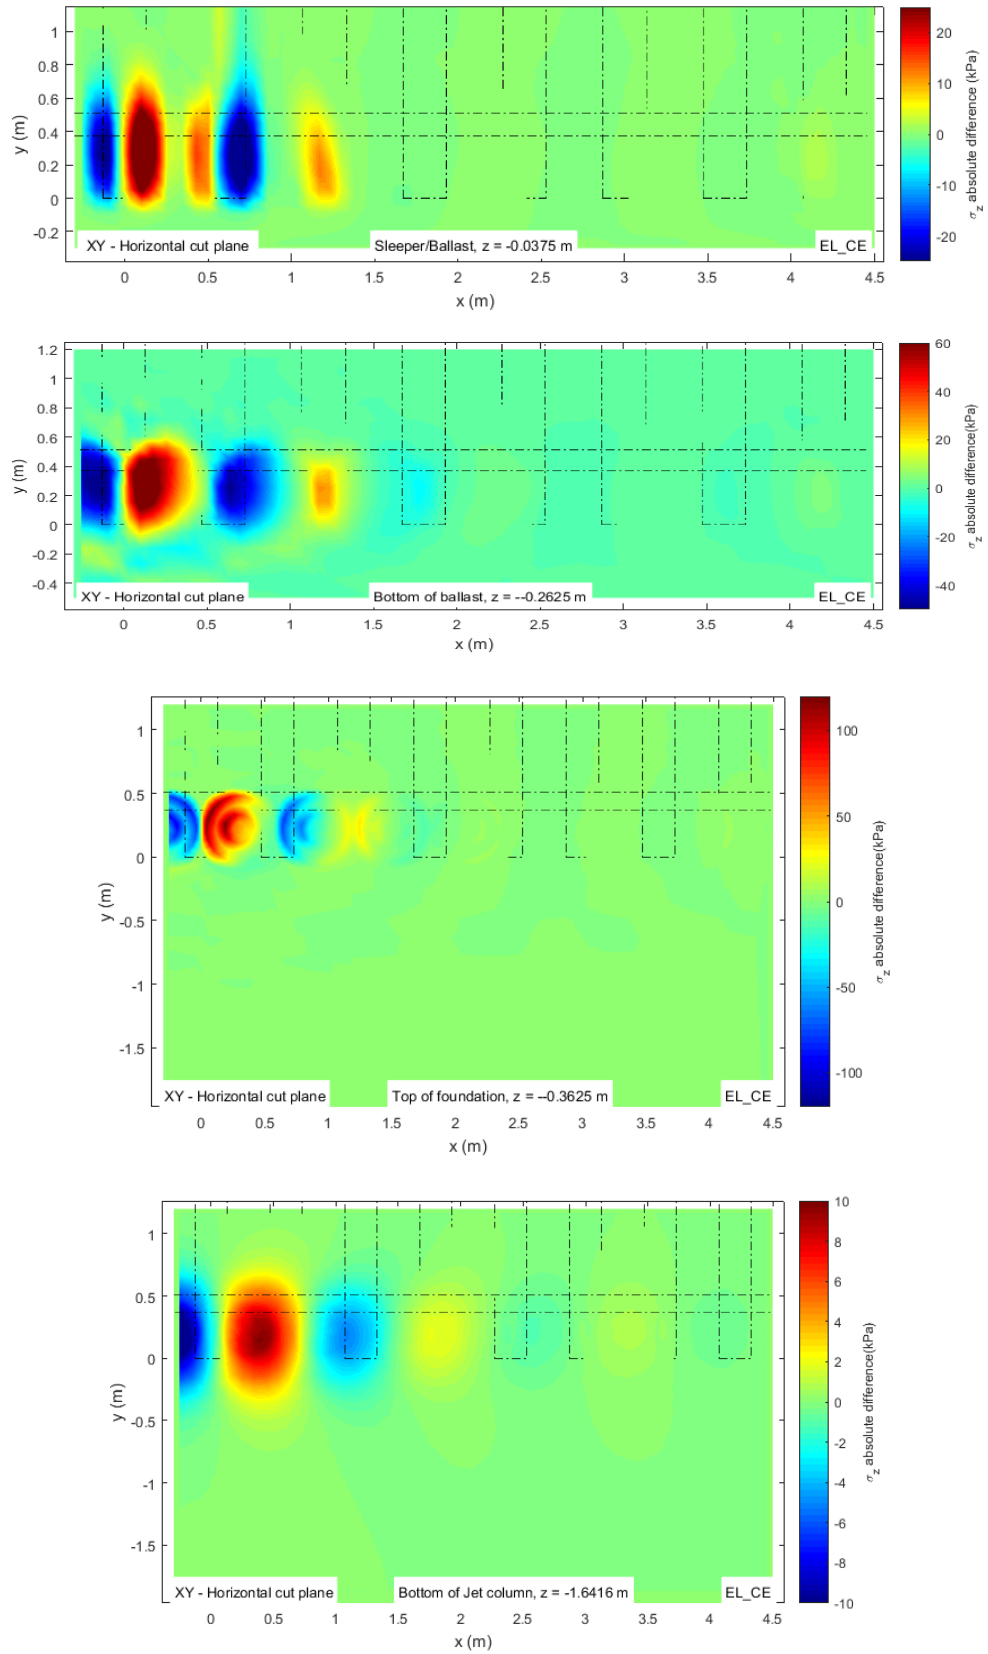 1
0.8
0.6
0.4
0.2
0
-0.2
y (m)
XY - Horizontal cut plane
Sleeper/Ballast, z = -0.0375 m
EL_CE
0 0.5 1 1.5 2 2.5 3 3.5 4 4.5
x (m)
20
10
0
-10
-20
σz absolute difference (kPa)
1.2
1
0.8
0.6
0.4
0.2
0
-0.2
-0.4
y (m)
XY - Horizontal cut plane
Bottom of ballast, z = --0.2625 m
EL_CE
0 0.5 1 1.5 2 2.5 3 3.5 4 4.5
x (m)
60
40
20
0
-20
-40
σz absolute difference(kPa)
1
0.5
0
-0.5
-1
-1.5
y (m)
XY - Horizontal cut plane
Top of foundation, z = --0.3625 m
EL_CE
0 0.5 1 1.5 2 2.5 3 3.5 4 4.5
x (m)
100
50
0
-50
-100
σz absolute difference(kPa)
1
0.5
0
-0.5
-1
-1.5
y (m)
XY - Horizontal cut plane
Bottom of Jet column, z = -1.6416 m
EL_CE
0 0.5 1 1.5 2 2.5 3 3.5 4 4.5
x (m)
10
8
6
4
2
0
-2
-4
-6
-8
-10
σz absolute difference(kPa)